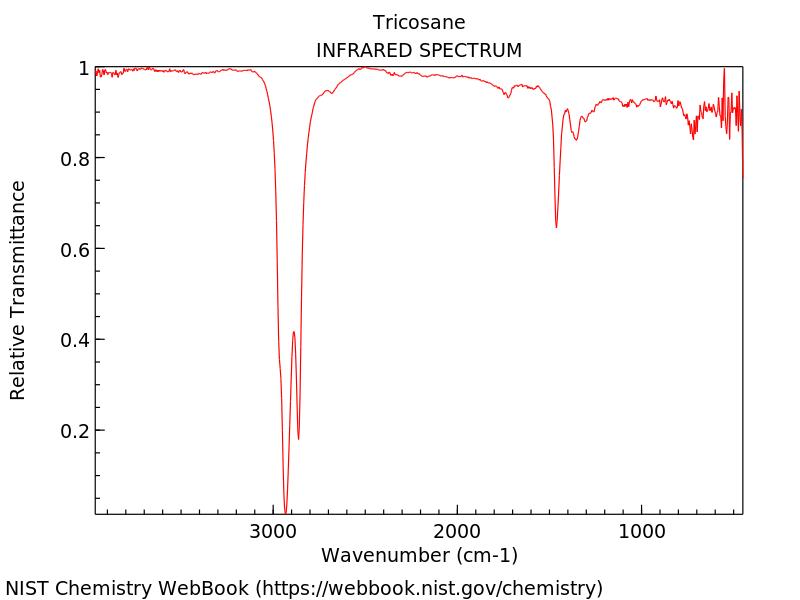 Tricosane
INFRARED SPECTRUM
1
0.8
0.6
0.4
0.2
Relative Transmittance
3000 2000 1000
Wavenumber (cm-1)
NIST Chemistry WebBook (https://webbook.nist.gov/chemistry)